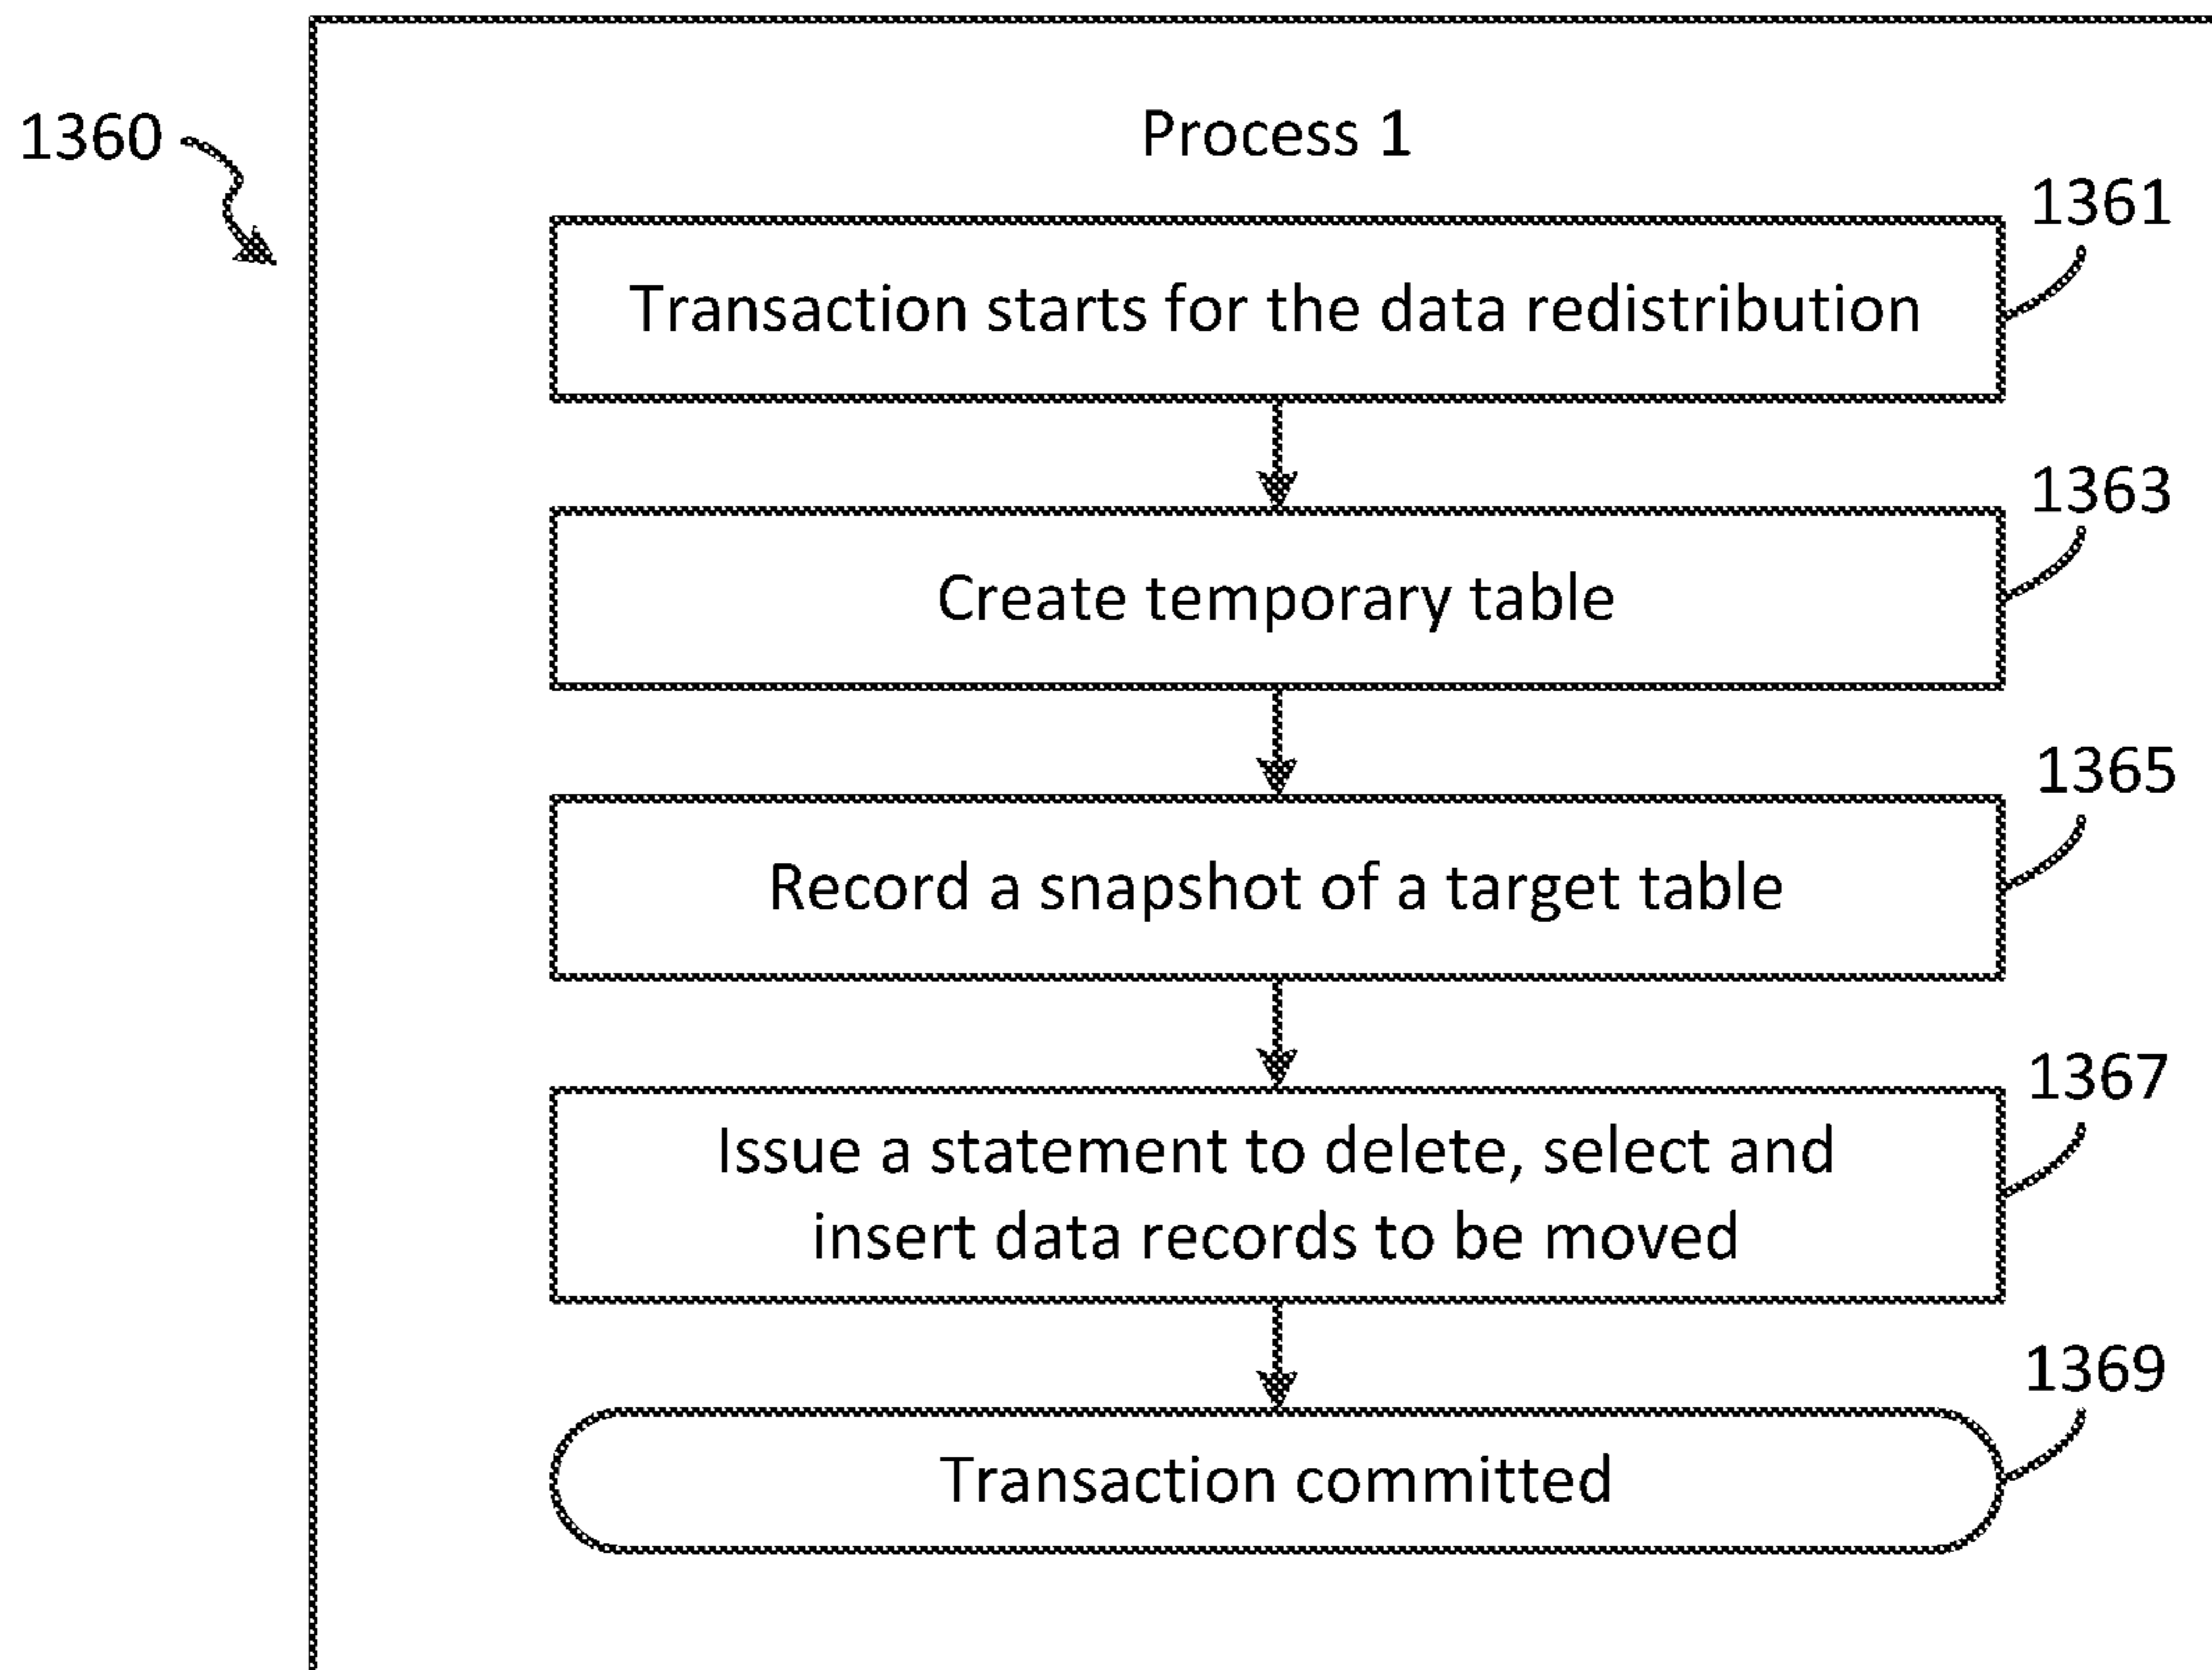 Process 1
1360
1361
Transaction starts for the data redistribution
1363
Create temporary table
1365
Record a snapshot of a target table
1367
Issue a statement to delete, select and
insert data records to be moved
1369
Transaction committed